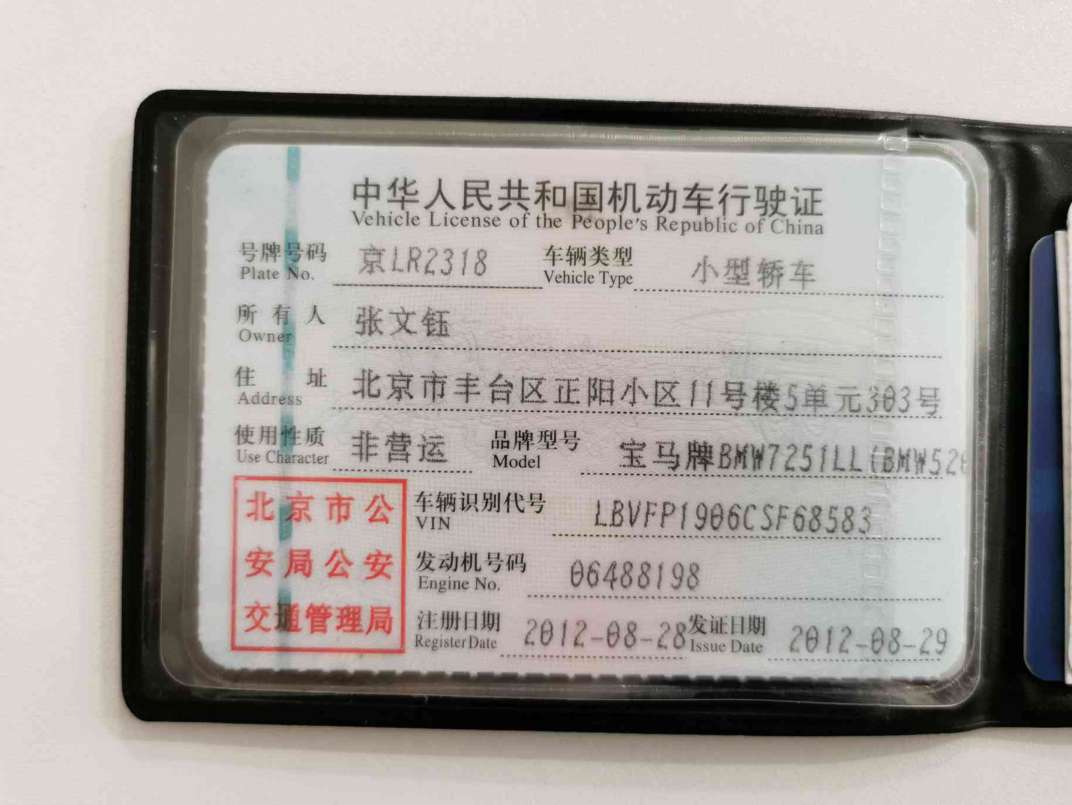 中华人民共和国机动车行驶证
Vehicle License of the People's Republic of China
号牌号码 京LR2318 车辆类型 小型轿车
Plate No. Vehicle Type
所有人 张文钰
Owner
住址 北京市丰台区正阳小区11号楼5单元303号
Address
使用性质 非营运 品牌型号 宝马牌BMW7251LL(BMW520
Use Character Model
北京市公 车辆识别代号 LBVFP1906CSF68583
VIN
安局公安 发动机号码 06488198
Engine No.
交通管理局 注册日期 2012-08-28 发证日期 2012-08-29
Register Date Issue Date